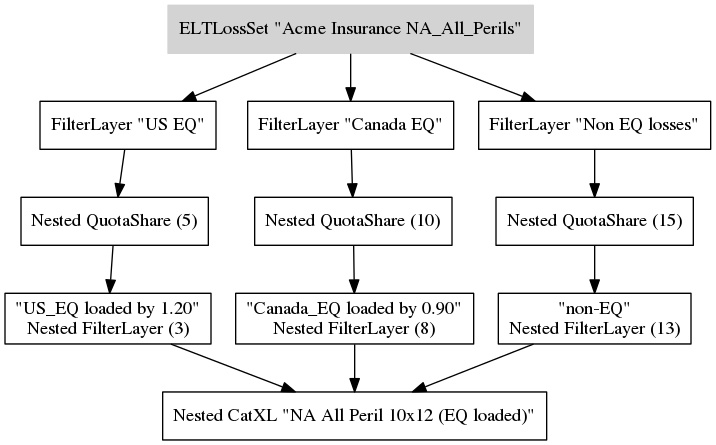 ELTLossSet "Acme Insurance NA_All_Perils"
FilterLayer "US EQ"
FilterLayer "Canada EQ"
FilterLayer "Non EQ losses"
Nested QuotaShare (5)
Nested QuotaShare (10)
Nested QuotaShare (15)
"US_EQ loaded by 1.20"
Nested FilterLayer (3)
"Canada_EQ loaded by 0.90"
Nested FilterLayer (8)
"non-EQ"
Nested FilterLayer (13)
Nested CatXL "NA All Peril 10x12 (EQ loaded)"